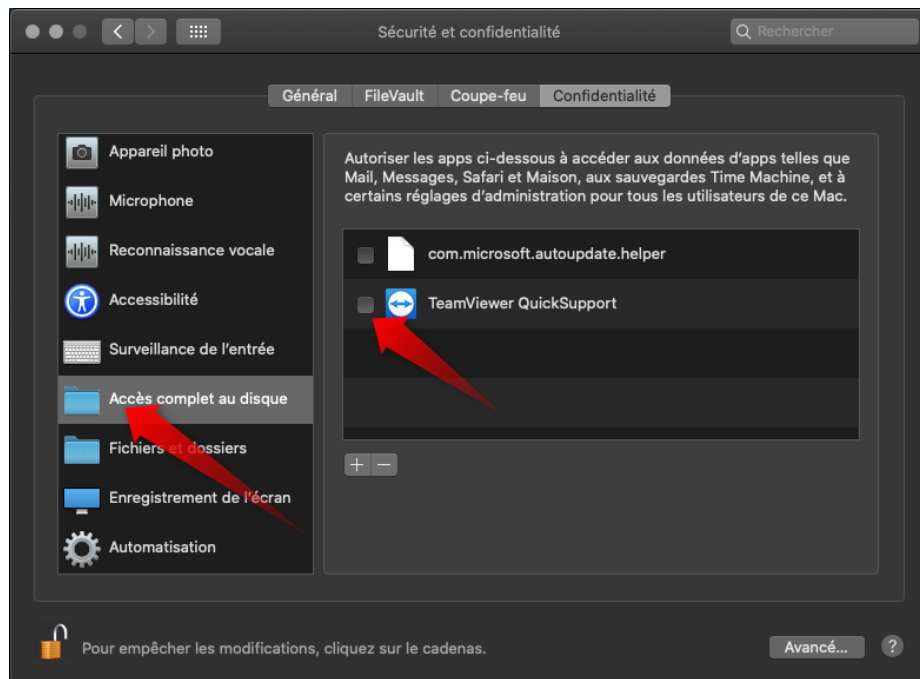 Sécurité et confidentialité
Rechercher
Général FileVault Coupe-feu Confidentialité
Appareil photo
Microphone
Reconnaissance vocale
Accessibilité
Surveillance de l'entrée
Accès complet au disque
Fichiers et dossiers
Enregistrement de l'écran
Automatisation
Autoriser les apps ci-dessous à accéder aux données d'apps telles que
Mail, Messages, Safari et Maison, aux sauvegardes Time Machine, et à
certains réglages d'administration pour tous les utilisateurs de ce Mac.
com.microsoft.autoupdate.helper
TeamViewer QuickSupport
+ −
Pour empêcher les modifications, cliquez sur le cadenas.
Avancé... ?